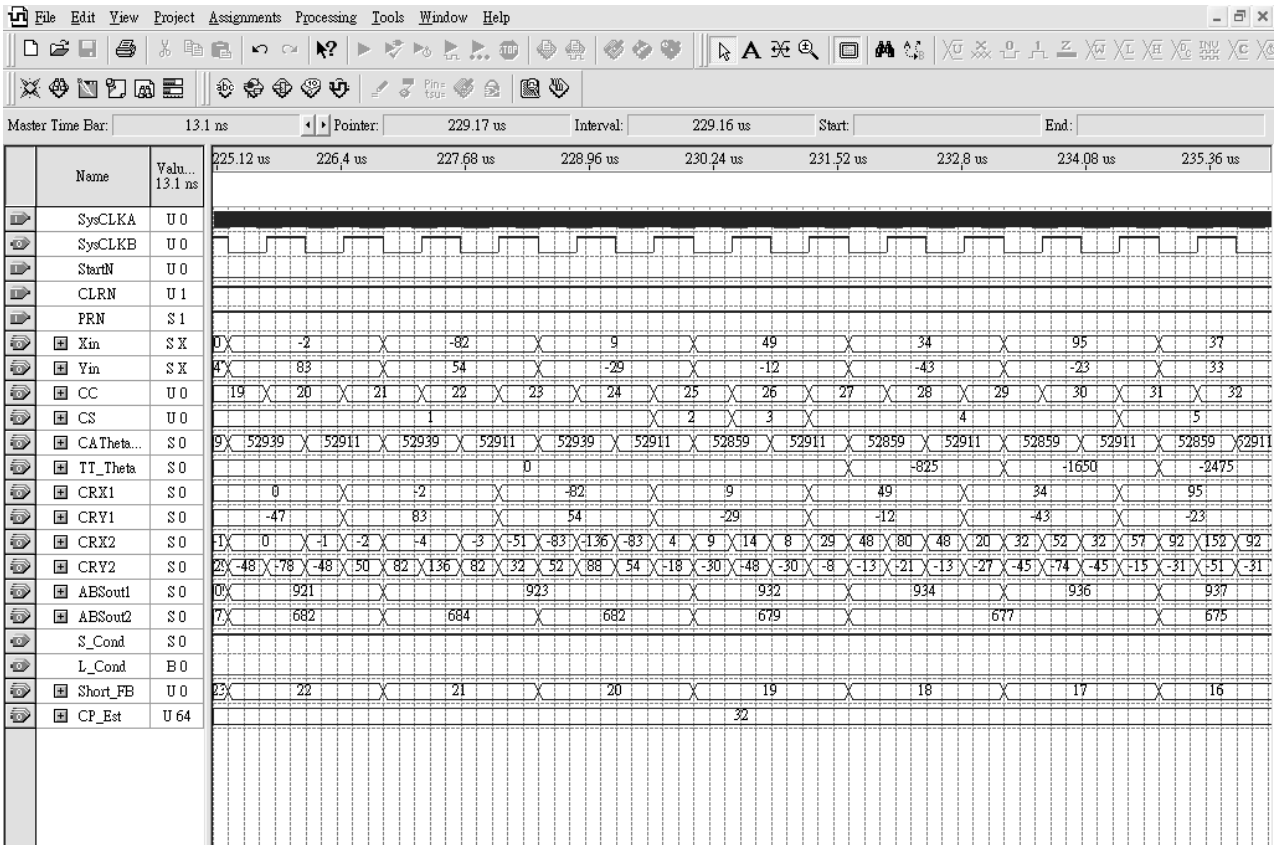 File Edit View Project Assignments Processing Tools Window Help
Master Time Bar: 13.1 ns Pointer: 229.17 us Interval: 229.16 us Start: End:
Name Valu... 13.1 ns 225.12 us 226.4 us 227.68 us 228.96 us 230.24 us 231.52 us 232.8 us 234.08 us 235.36 us
SysCLKA U 0
SysCLKB U 0
StartN U 0
CLRN U 1
PRN S 1
Xin S X 0 -2 -82 9 49 34 95 37
Yin S X 83 54 -29 -12 -43 -23 33
CC U 0 19 20 21 22 23 24 25 26 27 28 29 30 31 32
CS U 0 1 2 3 4 5
CATheta... S 0 9 52939 52911 52939 52911 52939 52911 52859 52911 52859 52911 52859 52911 52859 52911
TT_Theta S 0 0 -825 -1650 -2475
CRX1 S 0 0 -2 -82 9 49 34 95
CRY1 S 0 -47 83 54 -29 -12 -43 -23
CRX2 S 0 -1 0 -1 -2 -4 -3 -51 -83 -136 -83 4 9 14 8 29 48 80 48 20 32 52 32 57 92 152 92
CRY2 S 0 -48 -78 -48 50 82 136 82 32 52 88 54 -18 -30 -48 -30 -8 -13 -21 -13 -27 -45 -74 -45 -15 -31 -51 -31
ABSout1 S 0 921 923 932 934 936 937
ABSout2 S 0 7 682 684 682 679 677 675
S_Cond S 0
L_Cond B 0
Short_FB U 0 23 22 21 20 19 18 17 16
CP_Est U 64 32